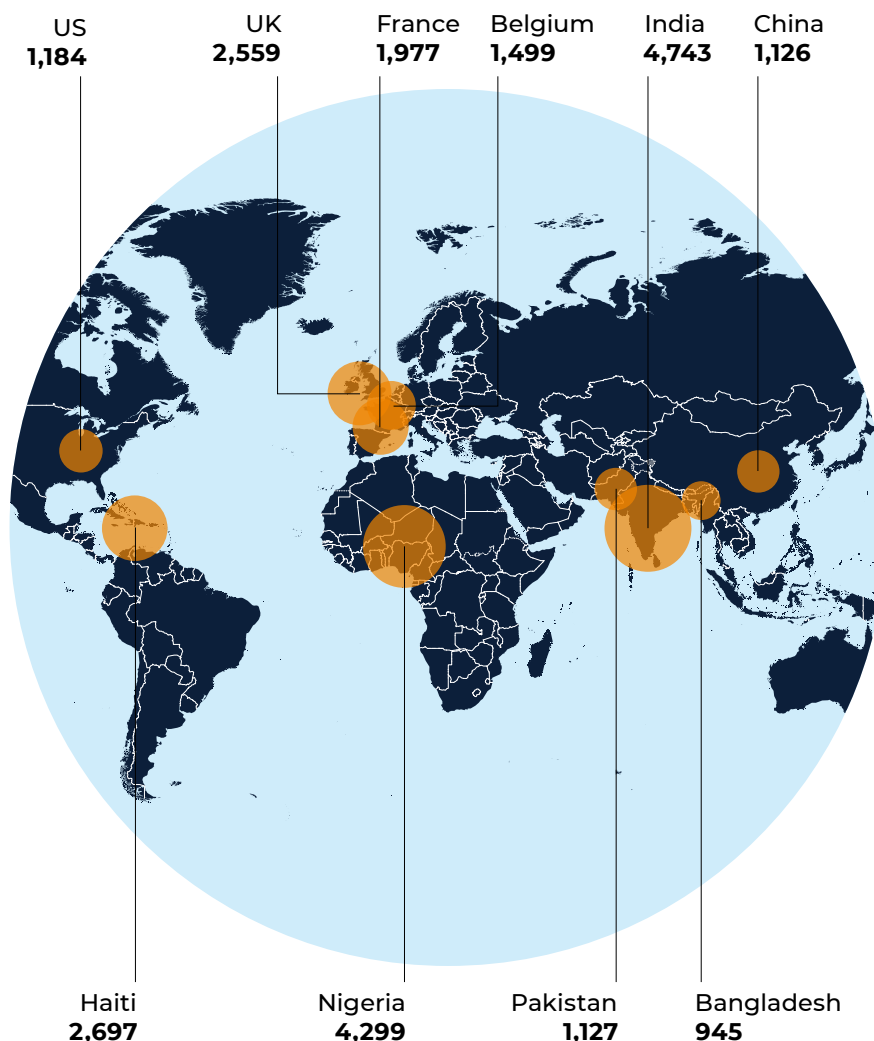 US
1,184
UK
2,559
France
1,977
Belgium
1,499
India
4,743
China
1,126
Haiti
2,697
Nigeria
4,299
Pakistan
1,127
Bangladesh
945